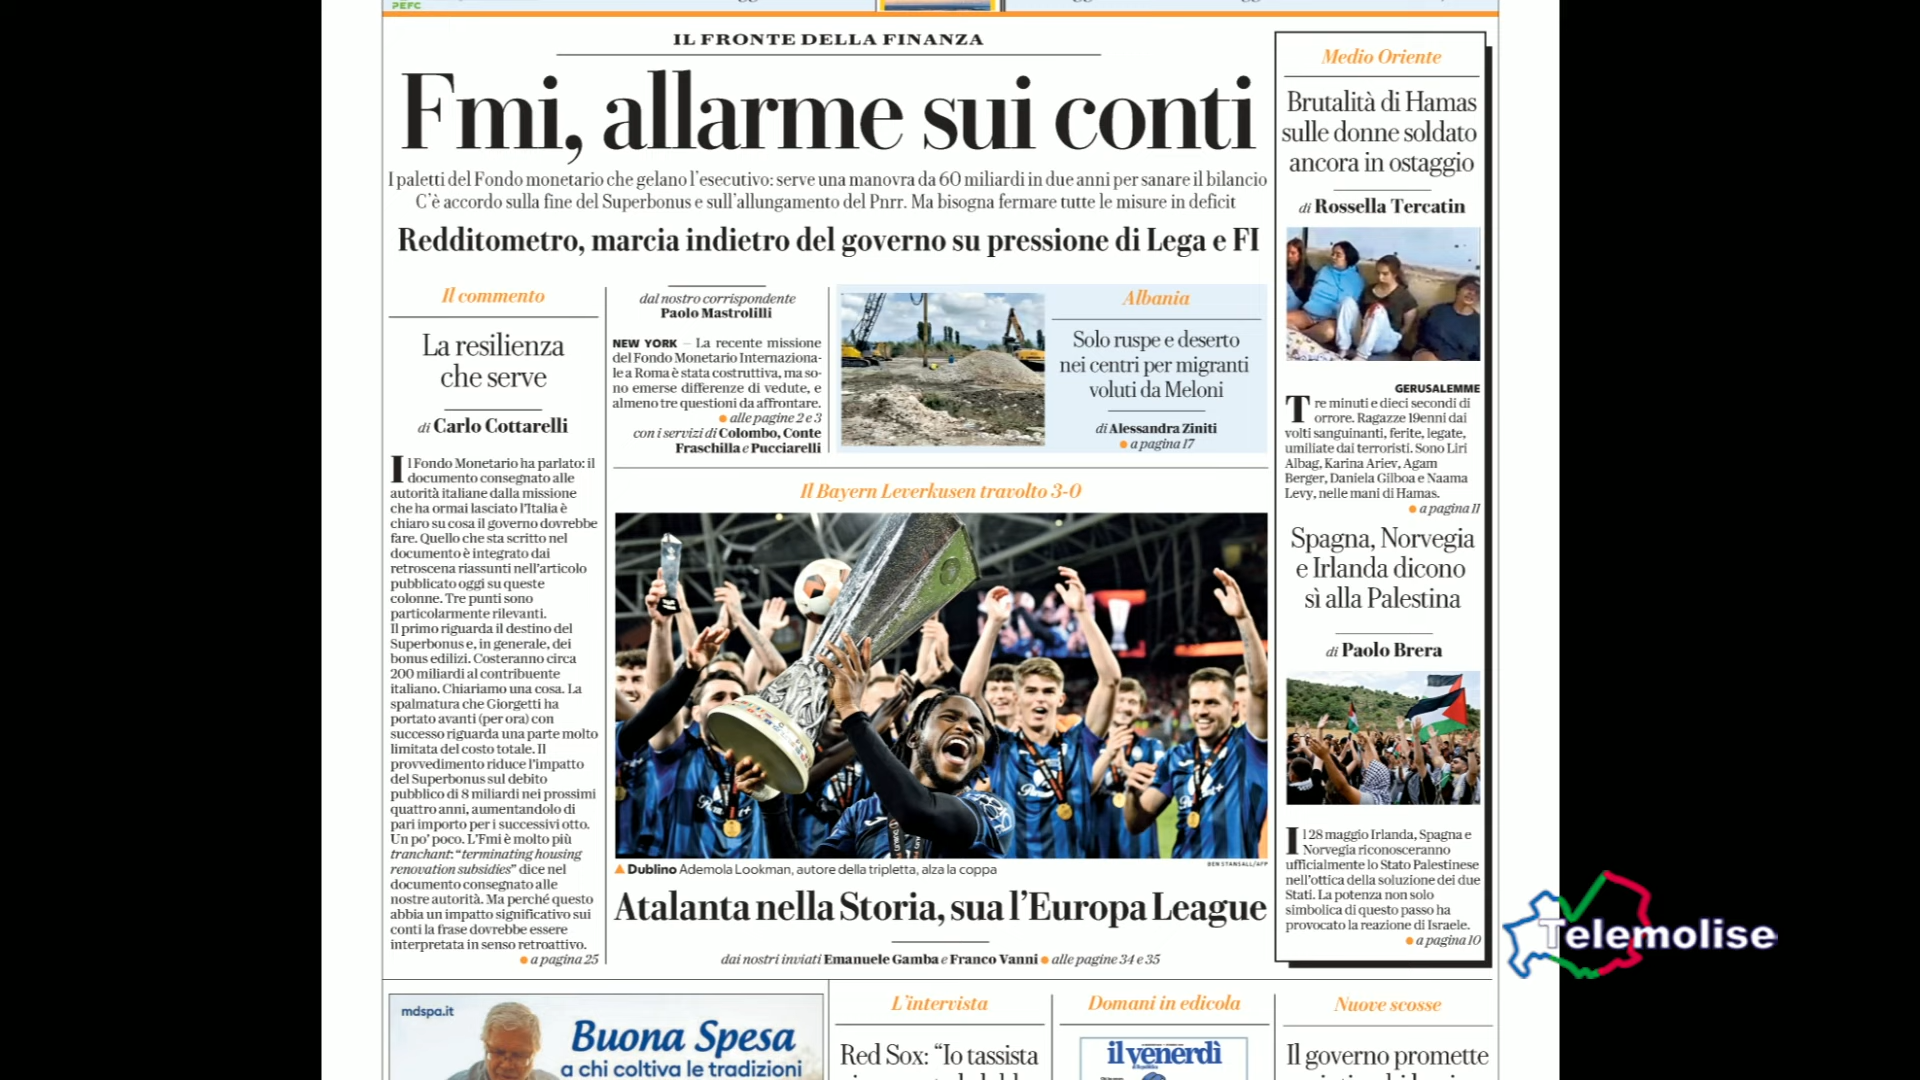 PEFC
IL FRONTE DELLA FINANZA
Fmi, allarme sui conti
I paletti del Fondo monetario che gelano l'esecutivo: serve una manovra da 60 miliardi in due anni per sanare il bilancio
C'è accordo sulla fine del Superbonus e sull'allungamento del Pnrr. Ma bisogna fermare tutte le misure in deficit
Redditometro, marcia indietro del governo su pressione di Lega e FI
Il commento
La resilienza
che serve
di Carlo Cottarelli
Il Fondo Monetario ha parlato: il
documento consegnato alle
autorità italiane dalla missione
che ha ormai lasciato l'Italia è
chiaro su cosa il governo dovrebbe
fare. Quello che sta scritto nel
documento è integrato dai
retroscena riassunti nell'articolo
pubblicato oggi su queste
colonne. Tre punti sono
particolarmente rilevanti.
Il primo riguarda il destino del
Superbonus e, in generale, dei
bonus edilizi. Costeranno circa
200 miliardi al contribuente
italiano. Chiariamo una cosa. La
spalmatura che Giorgetti ha
portato avanti (per ora) con
successo riguarda una parte molto
limitata del costo totale. Il
provvedimento riduce l'impatto
del Superbonus sul debito
pubblico di 8 miliardi nei prossimi
quattro anni, aumentandolo di
pari importo per i successivi otto.
Un po' poco. L'Fmi è molto più
tranchant: "terminating housing
renovation subsidies" dice nel
documento consegnato alle
nostre autorità. Ma perché questo
abbia un impatto significativo sui
conti la frase dovrebbe essere
interpretata in senso retroattivo.
a pagina 25
dal nostro corrispondente
Paolo Mastrolilli
NEW YORK – La recente missione
del Fondo Monetario Internaziona-
le a Roma è stata costruttiva, ma so-
no emerse differenze di vedute, e
almeno tre questioni da affrontare.
alle pagine 2 e 3
con i servizi di Colombo, Conte
Fraschilla e Pucciarelli
Albania
Solo ruspe e deserto
nei centri per migranti
voluti da Meloni
di Alessandra Ziniti
a pagina 17
Il Bayern Leverkusen travolto 3-0
BEN STANSALL/AFP
Dublino Ademola Lookman, autore della tripletta, alza la coppa
Atalanta nella Storia, sua l'Europa League
dai nostri inviati Emanuele Gamba e Franco Vanni alle pagine 34 e 35
Medio Oriente
Brutalità di Hamas
sulle donne soldato
ancora in ostaggio
di Rossella Tercatin
GERUSALEMME
Tre minuti e dieci secondi di
orrore. Ragazze 19enni dai
volti sanguinanti, ferite, legate,
umiliate dai terroristi. Sono Liri
Albag, Karina Ariev, Agam
Berger, Daniela Gilboa e Naama
Levy, nelle mani di Hamas.
a pagina 11
Spagna, Norvegia
e Irlanda dicono
sì alla Palestina
di Paolo Brera
Il 28 maggio Irlanda, Spagna e
Norvegia riconosceranno
ufficialmente lo Stato Palestinese
nell'ottica della soluzione dei due
Stati. La potenza non solo
simbolica di questo passo ha
provocato la reazione di Israele.
a pagina 10
Telemolise
mdspa.it
Buona Spesa
a chi coltiva le tradizioni
L'intervista
Red Sox: "Io tassista
Domani in edicola
il venerdì
Nuove scosse
Il governo promette